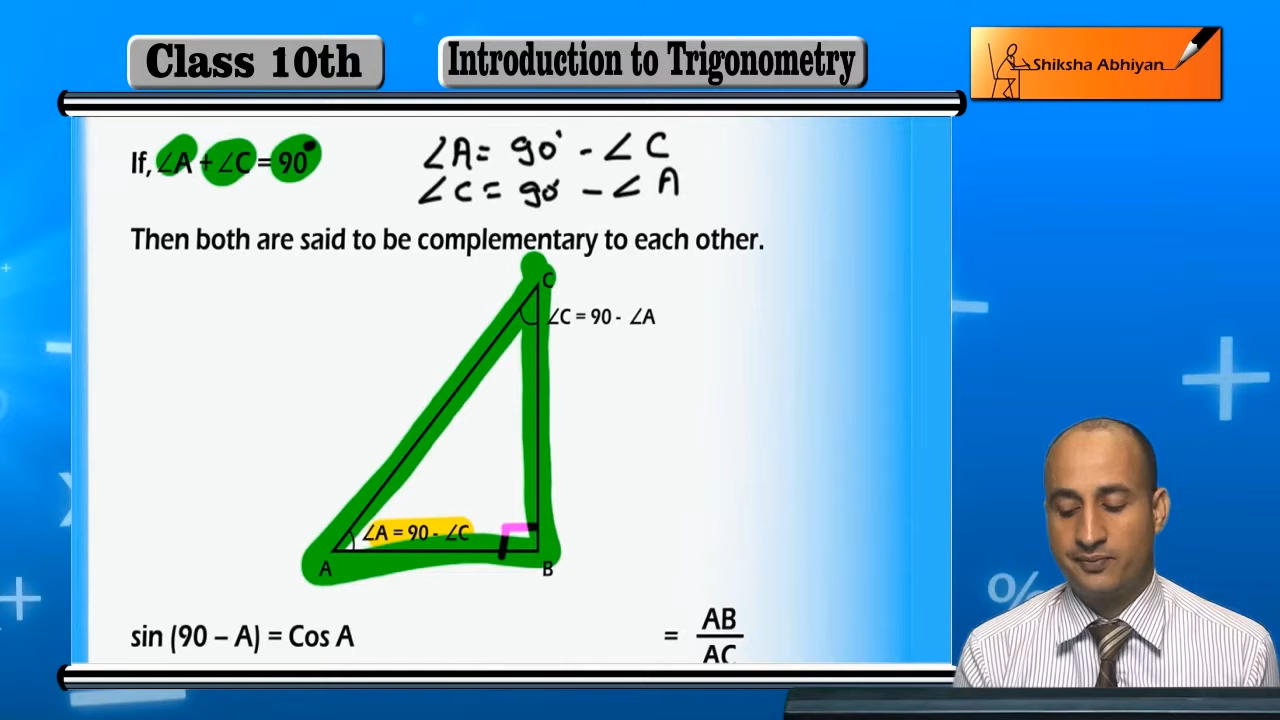 Class 10th
Introduction to Trigonometry
Shiksha Abhiyan
If, ∠A + ∠C = 90°
∠A = 90° - ∠C
∠C = 90° - ∠A
Then both are said to be complementary to each other.
C
∠C = 90 - ∠A
∠A = 90 - ∠C
A
B
sin (90 – A) = Cos A
= AB
AC